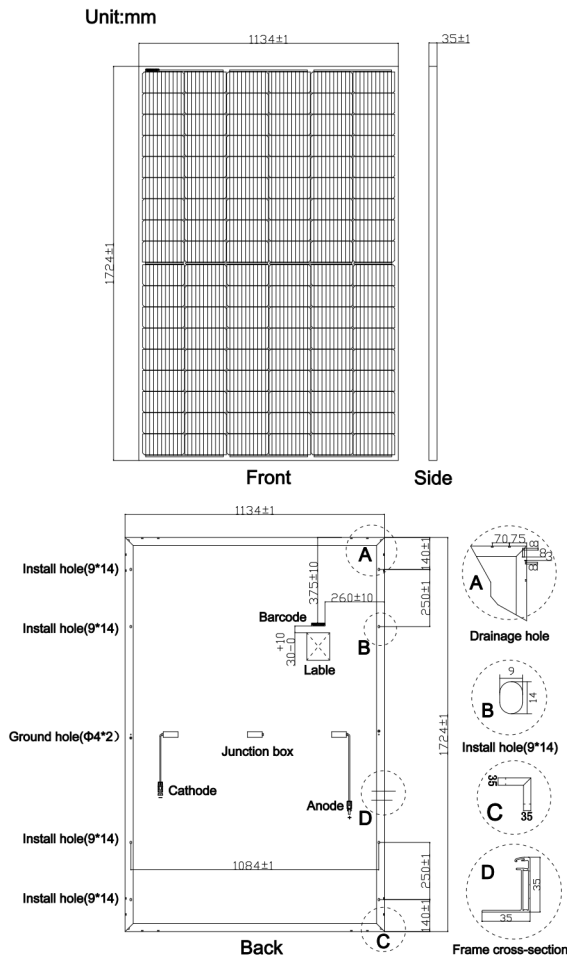 Unit:mm
1134±1
35±1
1724±1
Front
Side
1134±1
A
140±1
Install hole(9*14)
375±10
250±1
260±10
Barcode
Install hole(9*14)
B
+10
30-0
Lable
1724±1
Ground hole(Φ4*2)
Junction box
Cathode
Anode
D
Install hole(9*14)
1084±1
250±1
Install hole(9*14)
140±1
C
Back
70
75
8
8
8
A
Drainage hole
9
14
B
Install hole(9*14)
35
35
C
D
35
35
Frame cross-section